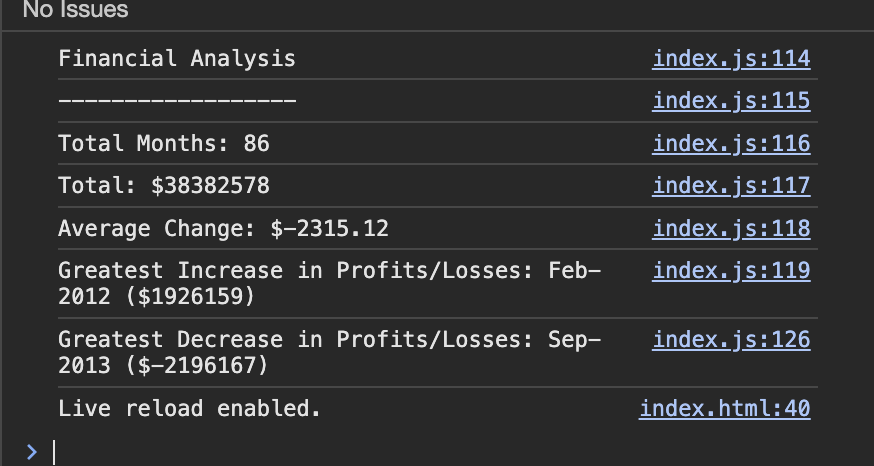 No Issues
Financial Analysis index.js:114
------------------ index.js:115
Total Months: 86 index.js:116
Total: $38382578 index.js:117
Average Change: $-2315.12 index.js:118
Greatest Increase in Profits/Losses: Feb- index.js:119
2012 ($1926159)
Greatest Decrease in Profits/Losses: Sep- index.js:126
2013 ($-2196167)
Live reload enabled. index.html:40
>